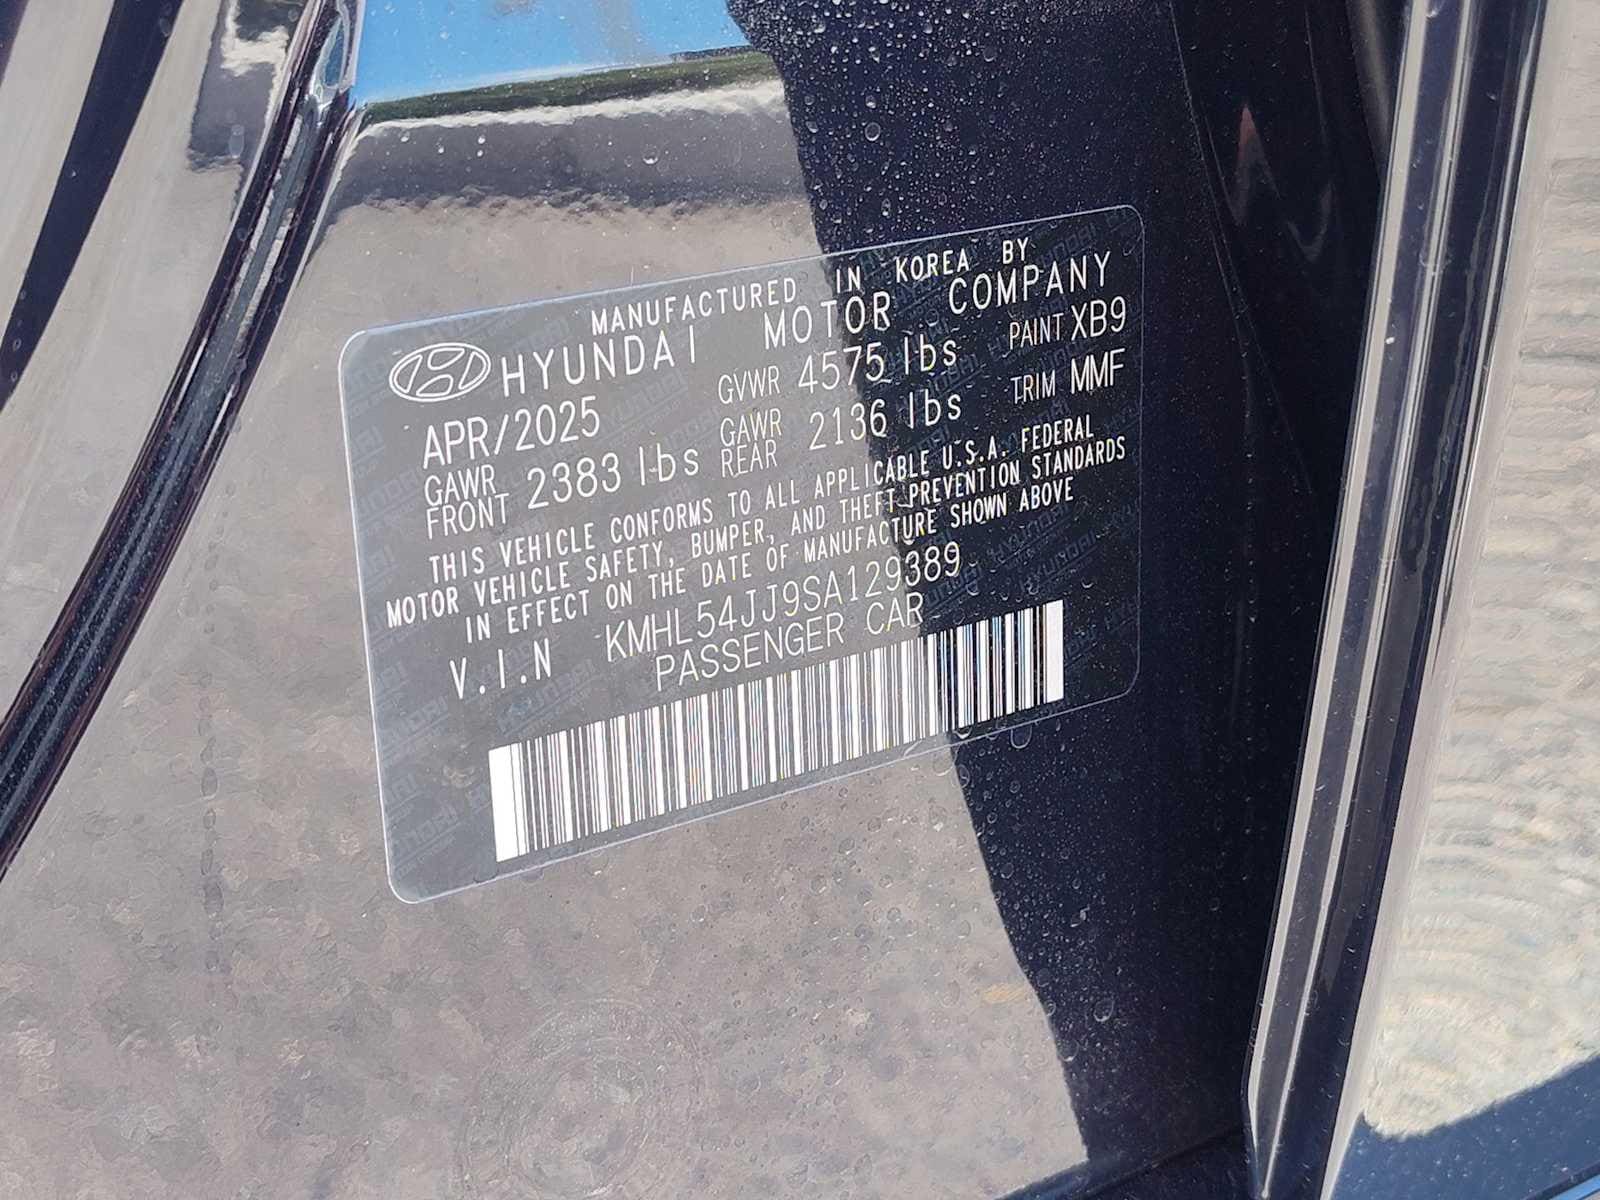 MANUFACTURED IN KOREA BY
HYUNDAI MOTOR COMPANY
APR/2025 GVWR 4575 lbs PAINT XB9
GAWR FRONT 2383 lbs GAWR REAR 2136 lbs TRIM MMF
THIS VEHICLE CONFORMS TO ALL APPLICABLE U.S.A. FEDERAL
MOTOR VEHICLE SAFETY, BUMPER, AND THEFT PREVENTION STANDARDS
IN EFFECT ON THE DATE OF MANUFACTURE SHOWN ABOVE
V.I.N KMHL54JJ9SA129389
PASSENGER CAR